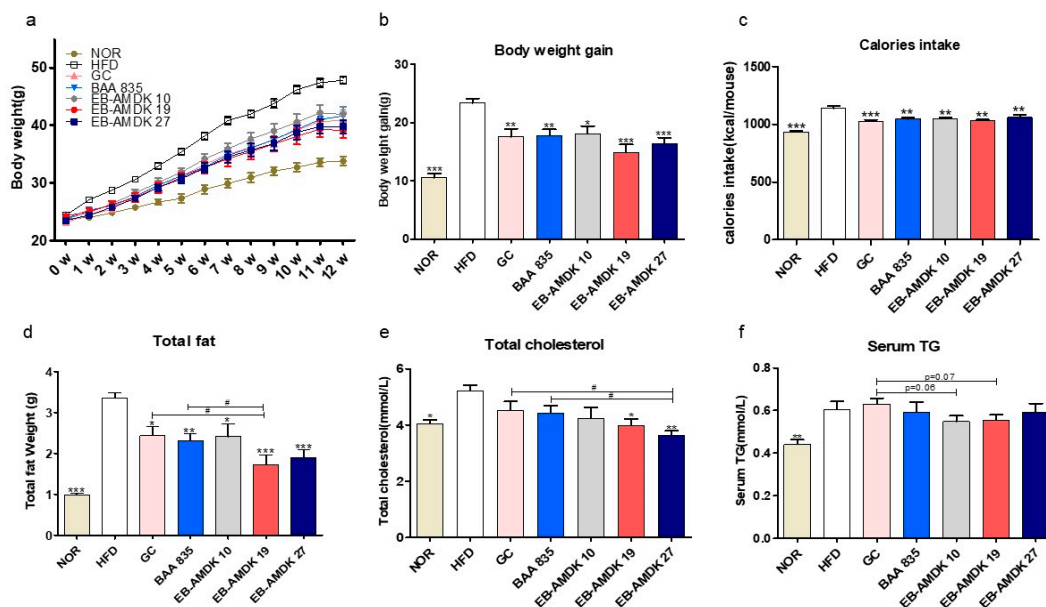 a
Body weight(g)
50
40
30
20
NOR
HFD
GC
BAA 835
EB-AMDK 10
EB-AMDK 19
EB-AMDK 27
0 w
1 w
2 w
3 w
4 w
5 w
6 w
7 w
8 w
9 w
10 w
11 w
12 w
b
Body weight gain
Body weight gain(g)
30
20
10
0
***
**
**
*
***
***
NOR
HFD
GC
BAA 835
EB-AMDK 10
EB-AMDK 19
EB-AMDK 27
c
Calories intake
calories intake(kcal/mouse)
1500
1000
500
0
***
***
**
**
**
**
NOR
HFD
GC
BAA 835
EB-AMDK 10
EB-AMDK 19
EB-AMDK 27
d
Total fat
Total fat Weight (g)
4
3
2
1
0
#
#
***
*
**
*
***
***
NOR
HFD
GC
BAA 835
EB-AMDK 10
EB-AMDK 19
EB-AMDK 27
e
Total cholesterol
Total cholesterol(mmol/L)
6
4
2
0
#
#
*
*
**
NOR
HFD
GC
BAA 835
EB-AMDK 10
EB-AMDK 19
EB-AMDK 27
f
Serum TG
Serum TG(mmol/L)
0.8
0.6
0.4
0.2
0.0
p=0.07
p=0.06
**
NOR
HFD
GC
BAA 835
EB-AMDK 10
EB-AMDK 19
EB-AMDK 27